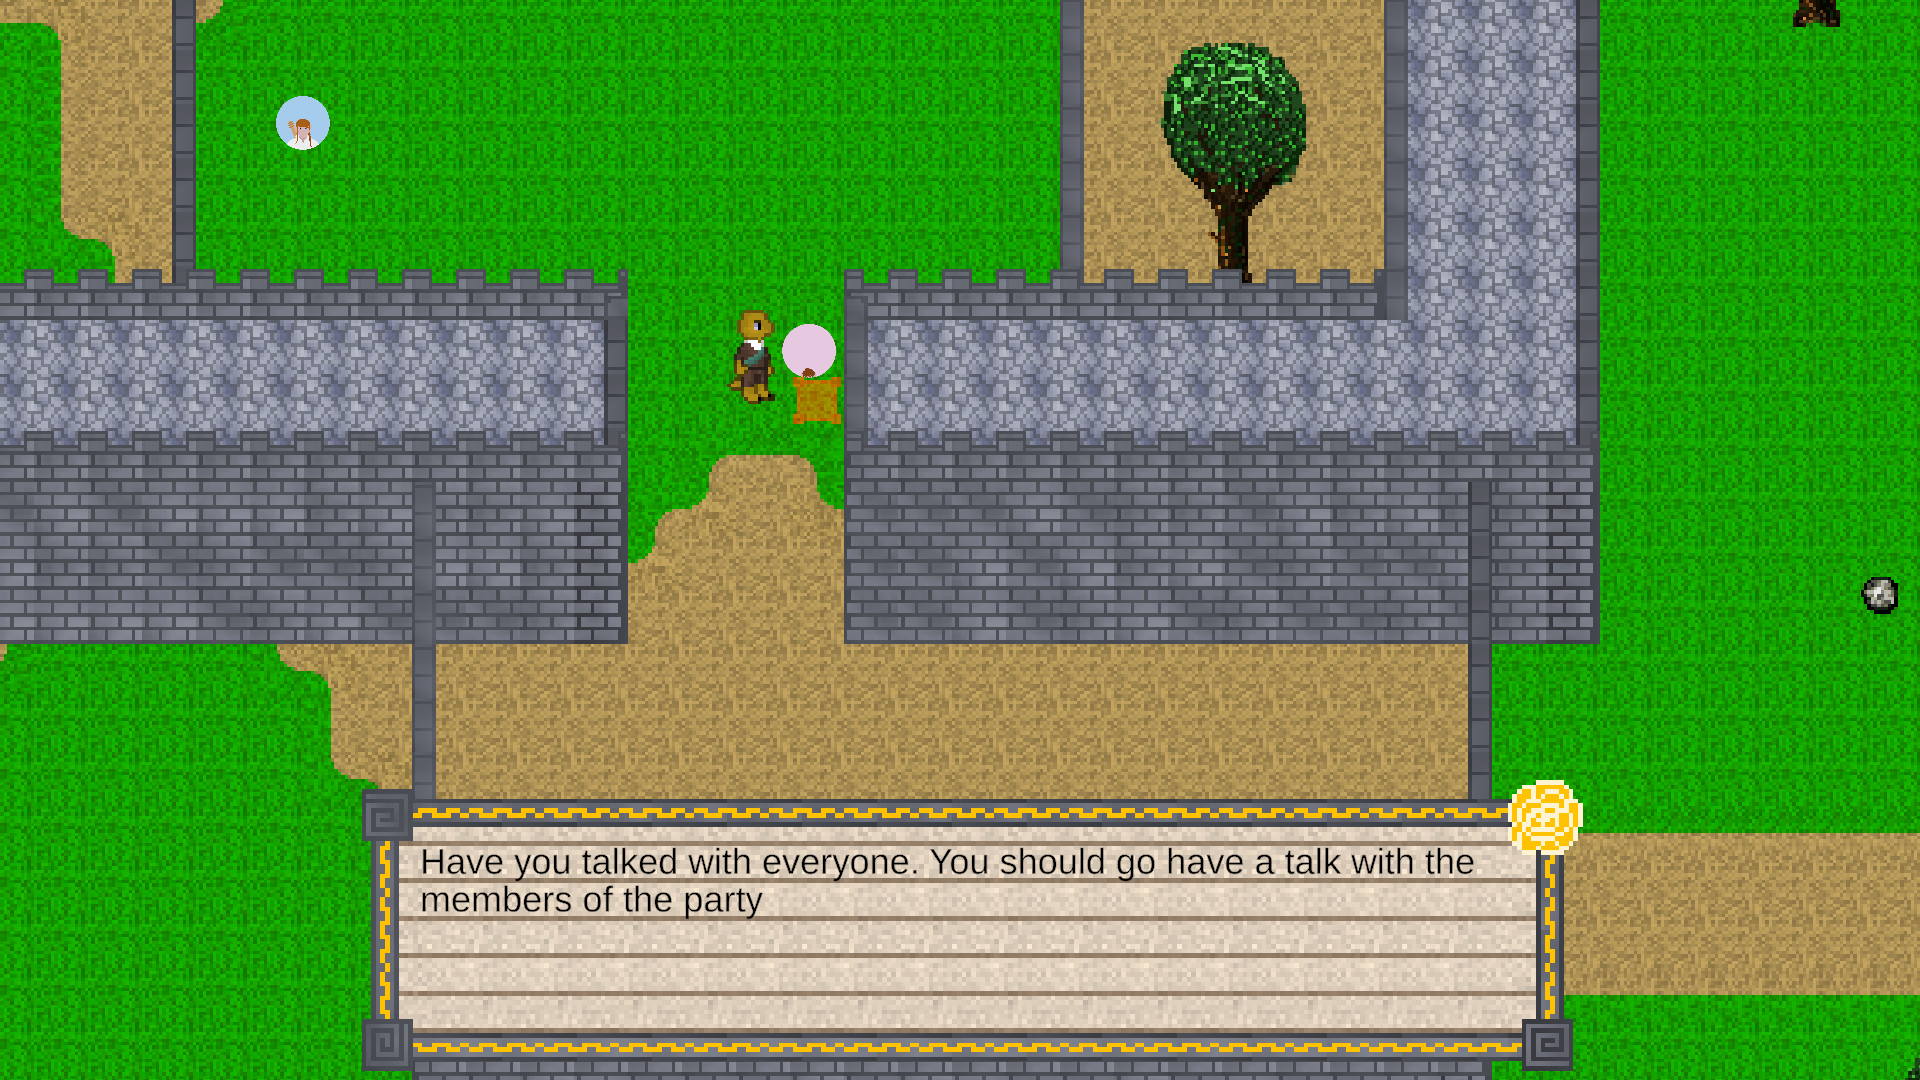 Have you talked with everyone. You should go have a talk with the
members of the party